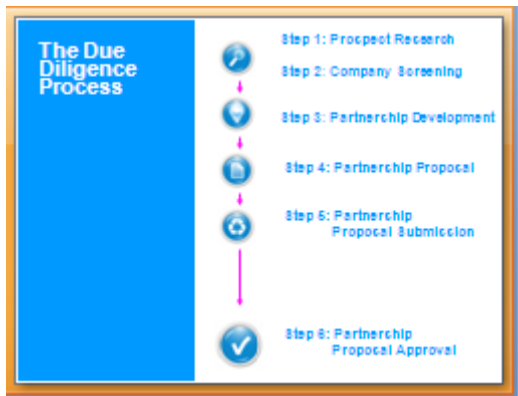 The Due
Diligence
Process
Step 1: Prospect Research
Step 2: Company Screening
Step 3: Partnership Development
Step 4: Partnership Proposal
Step 5: Partnership
Proposal Submission
Step 6: Partnership
Proposal Approval